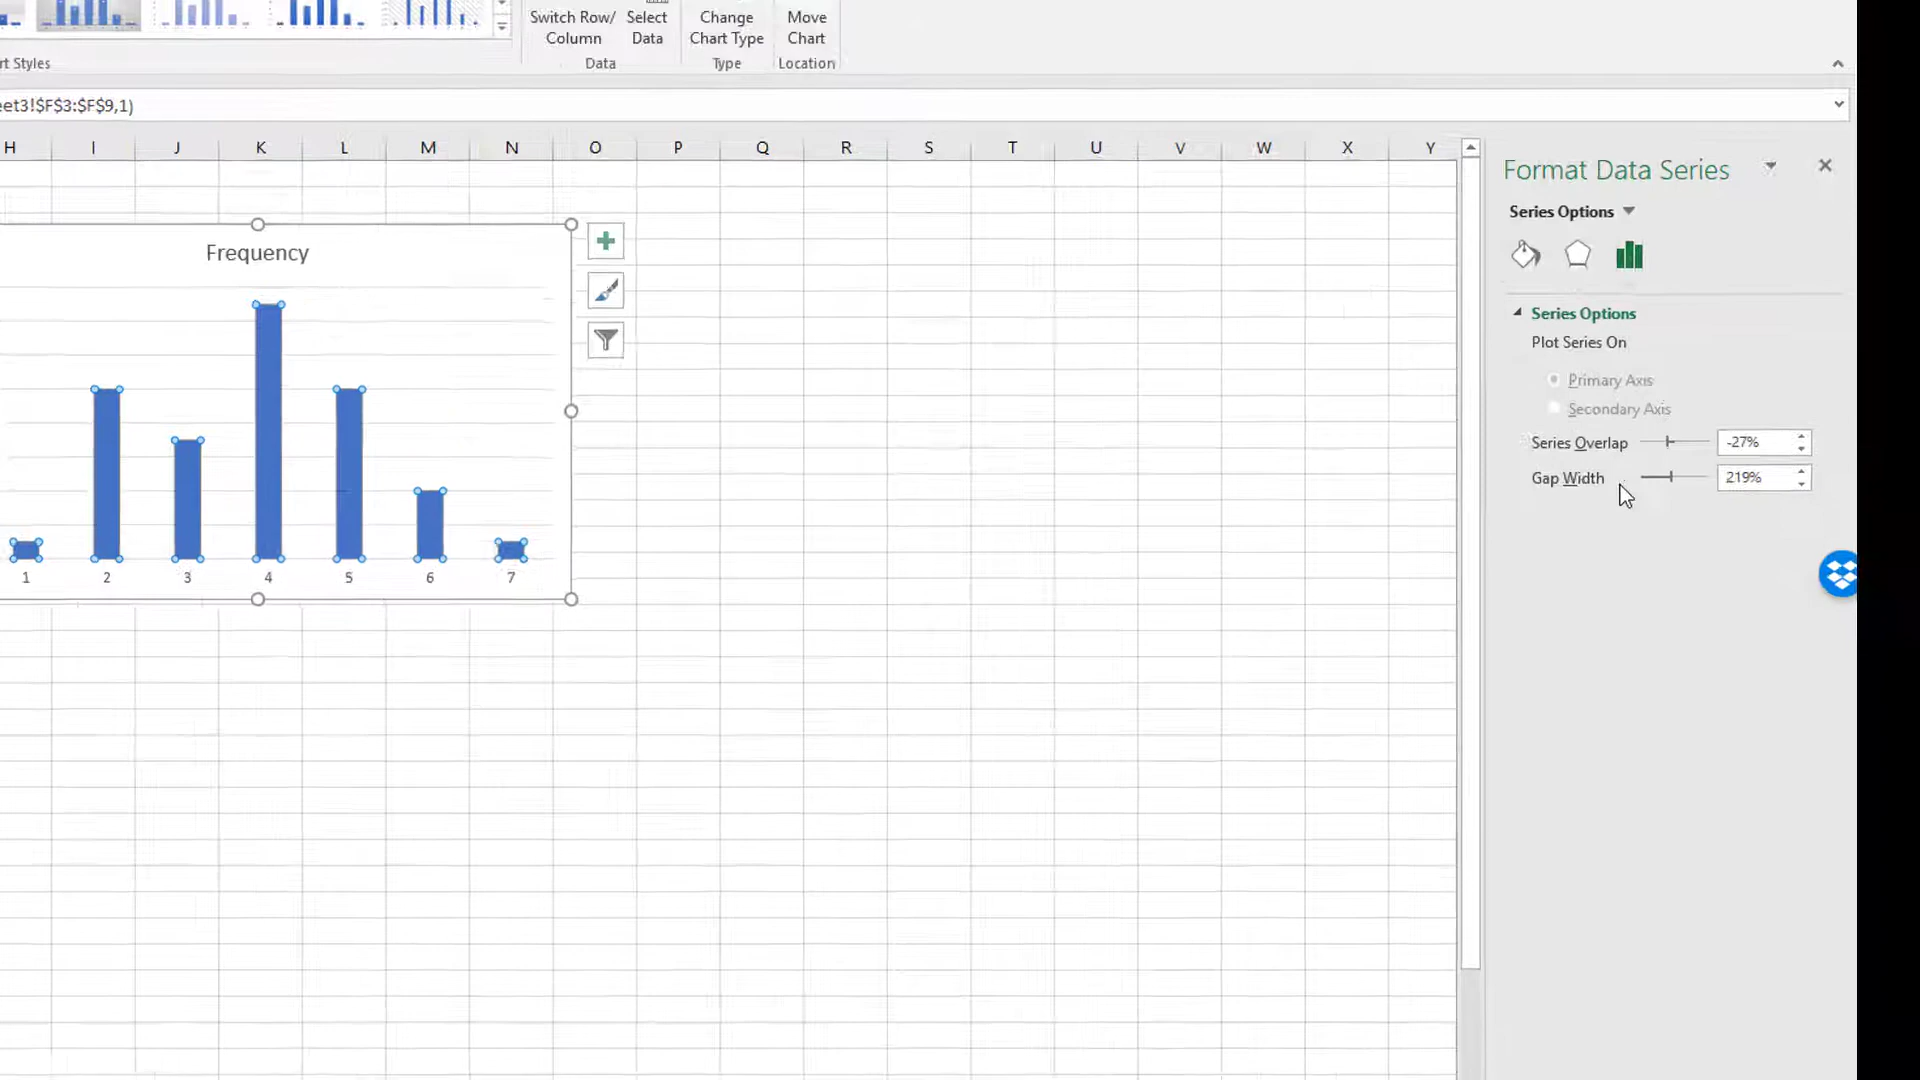 Switch Row/
Column
Select
Data
Change
Chart Type
Move
Chart
rt Styles
Data
Type
Location
eet3!$F$3:$F$9,1)
H I J K L M N O P Q R S T U V W X Y
Format Data Series
Series Options
Frequency
Series Options
Plot Series On
Primary Axis
Secondary Axis
Series Overlap -27%
Gap Width 219%
1 2 3 4 5 6 7